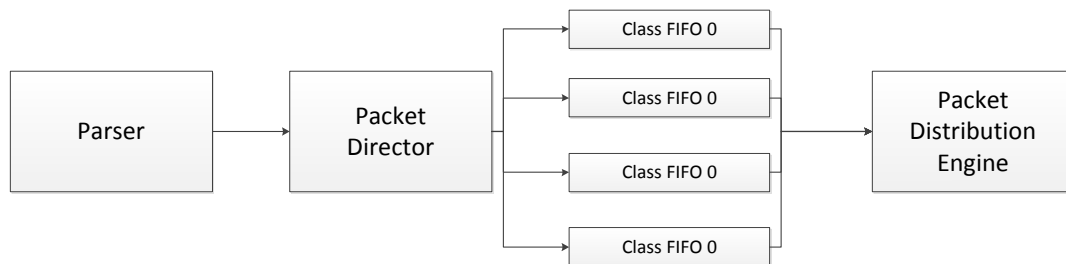 Parser
Packet
Director
Class FIFO 0
Class FIFO 0
Class FIFO 0
Class FIFO 0
Packet
Distribution
Engine